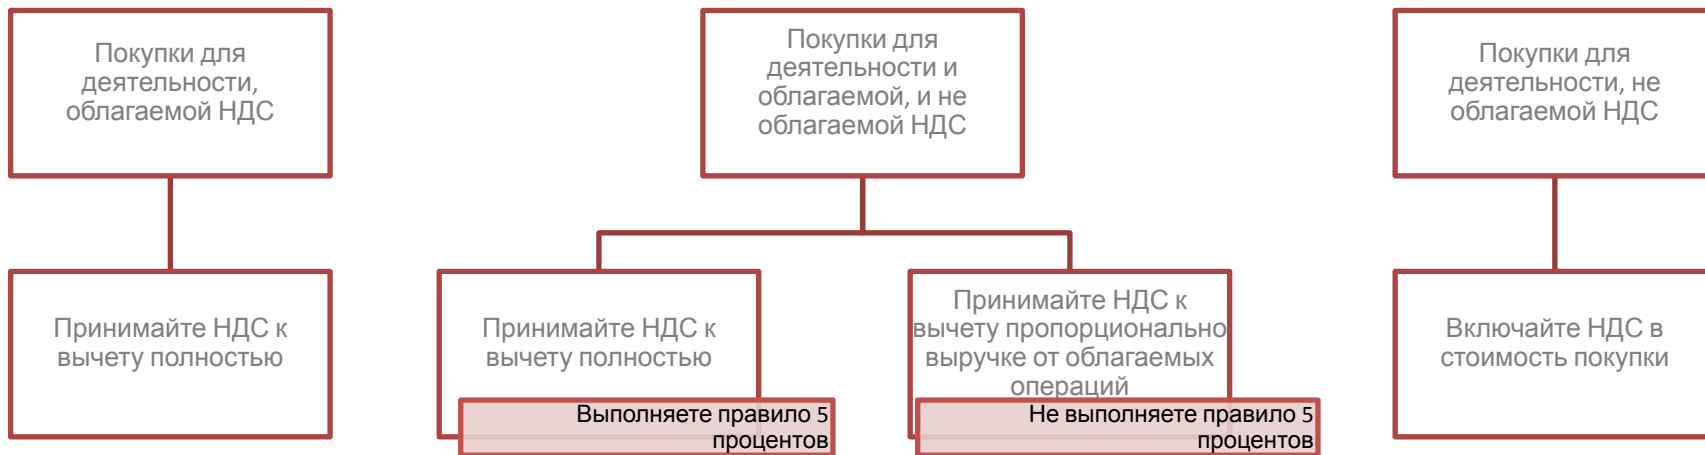 Покупки для
деятельности,
облагаемой НДС
Покупки для
деятельности и
облагаемой, и не
облагаемой НДС
Покупки для
деятельности, не
облагаемой НДС
Принимайте НДС к
вычету полностью
Принимайте НДС к
вычету полностью
Выполняете правило 5
процентов
Принимайте НДС к
вычету пропорционально
выручке от облагаемых
операций
Не выполняете правило 5
процентов
Включайте НДС в
стоимость покупки